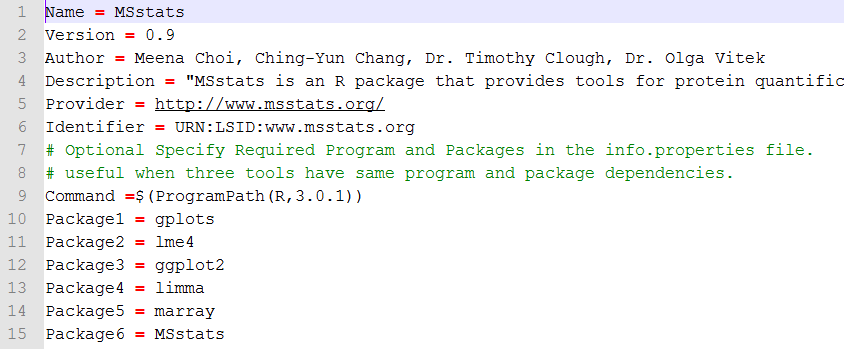 1 Name = MSstats
2 Version = 0.9
3 Author = Meena Choi, Ching-Yun Chang, Dr. Timothy Clough, Dr. Olga Vitek
4 Description = "MSstats is an R package that provides tools for protein quantific
5 Provider = http://www.msstats.org/
6 Identifier = URN:LSID:www.msstats.org
7 # Optional Specify Required Program and Packages in the info.properties file.
8 # useful when three tools have same program and package dependencies.
9 Command =$(ProgramPath(R,3.0.1))
10 Package1 = gplots
11 Package2 = lme4
12 Package3 = ggplot2
13 Package4 = limma
14 Package5 = marray
15 Package6 = MSstats